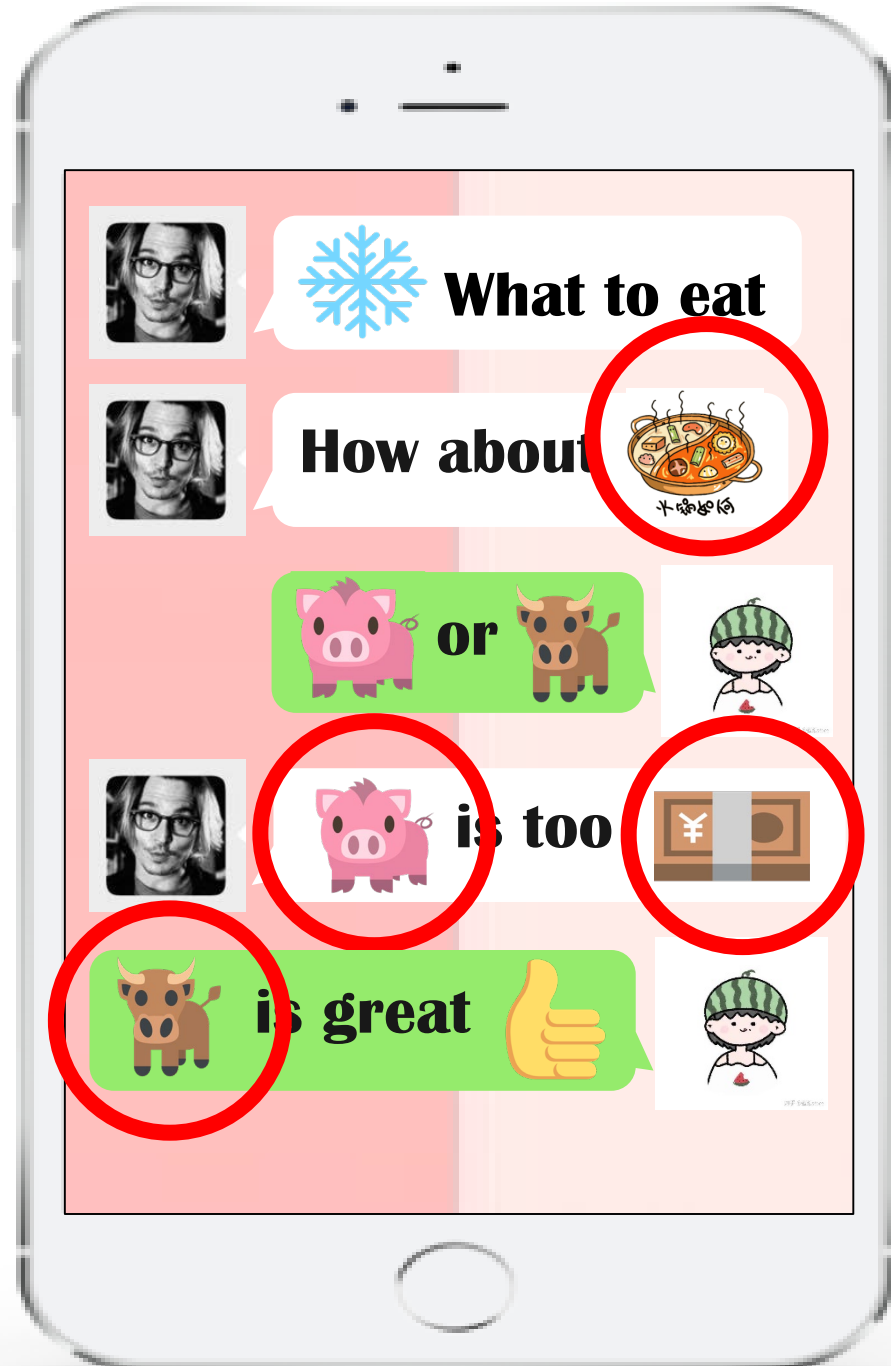 What to eat
How about
火锅如何
or
is too
¥
is great